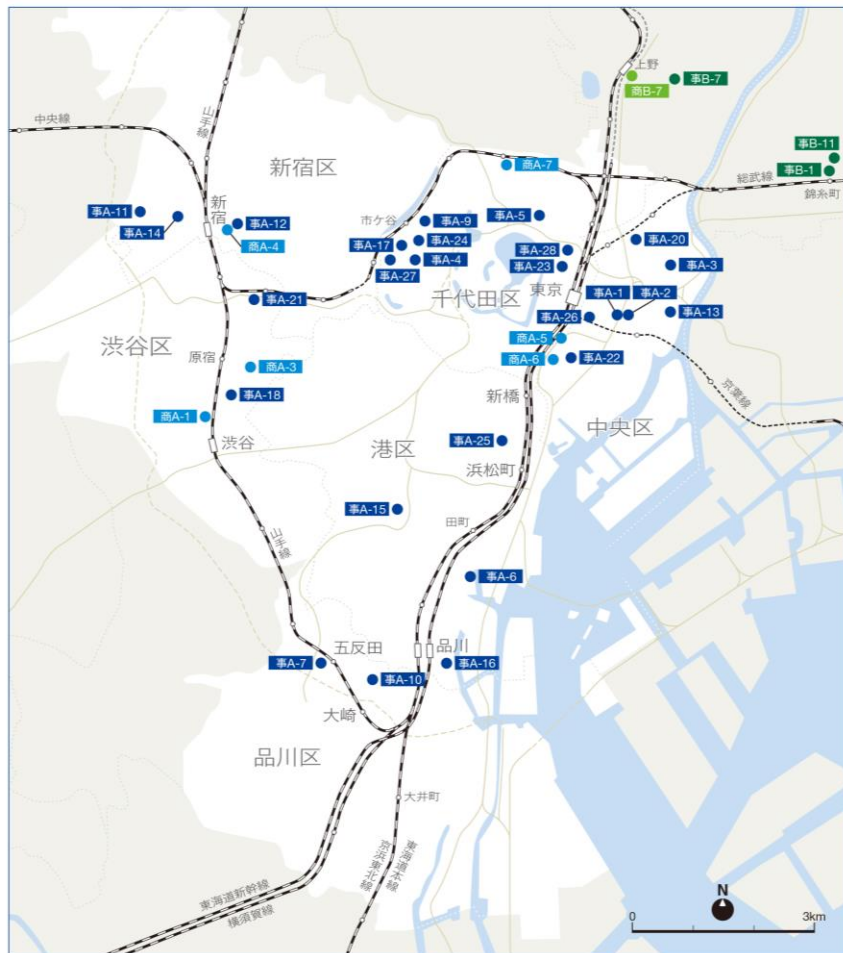 上野
商B-7
事B-7
中央線
山手線
新宿区
商A-7
事B-11
事B-1
総武線
錦糸町
事A-11
事A-14
新宿
事A-12
商A-4
市ケ谷
事A-9
事A-5
事A-17
事A-24
事A-28
事A-20
事A-4
事A-23
事A-3
事A-27
千代田区
東京
事A-21
事A-1
事A-2
事A-26
事A-13
渋谷区
原宿
商A-5
商A-3
商A-6
事A-22
事A-18
新橋
京葉線
商A-1
渋谷
港区
事A-25
中央区
浜松町
事A-15
田町
山手線
事A-6
五反田
品川
事A-7
事A-16
事A-10
大崎
品川区
大井町
東海道本線
京浜東北線
東海道新幹線
横須賀線
N
0
3km